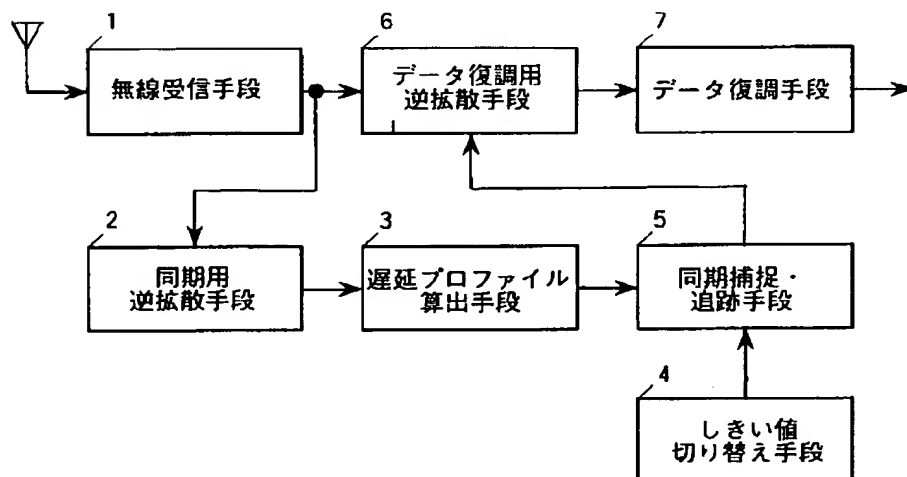 1
無線受信手段
6
データ復調用
逆拡散手段
7
データ復調手段
2
同期用
逆拡散手段
3
遅延プロファイル
算出手段
5
同期捕捉・
追跡手段
4
しきい値
切り替え手段